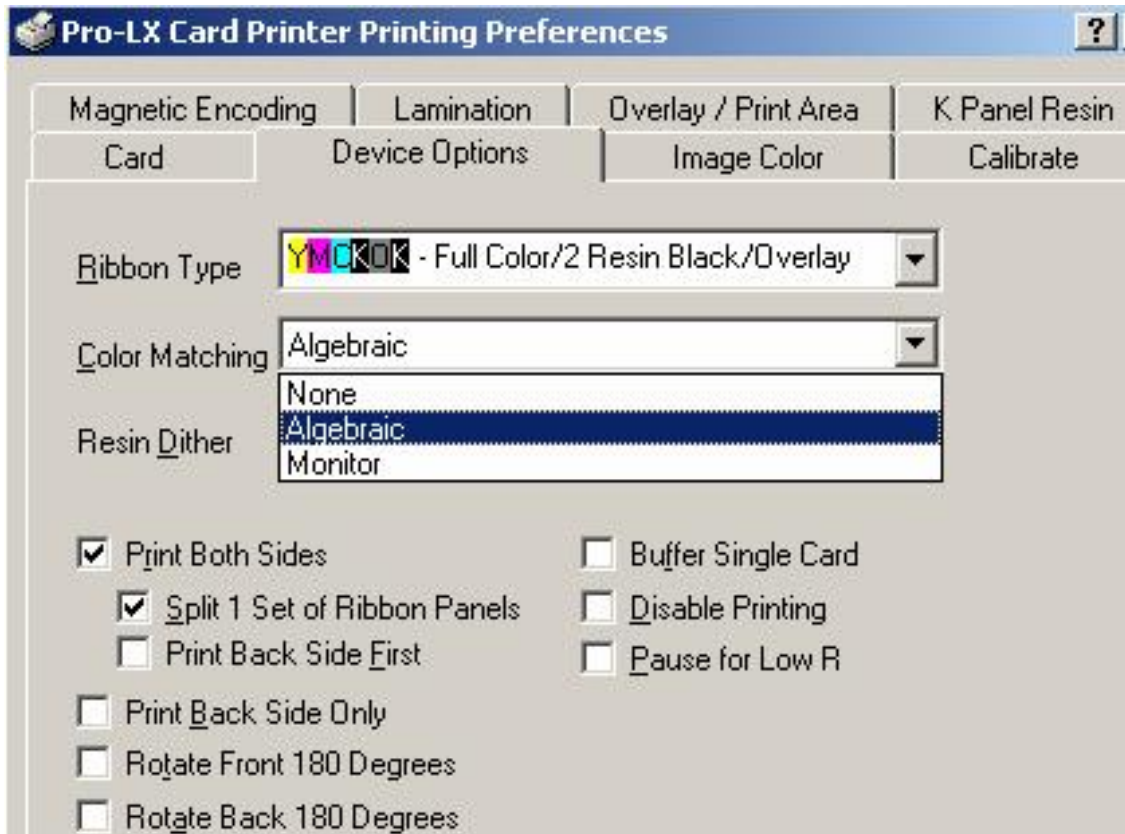 Pro-LX Card Printer Printing Preferences ?
Magnetic Encoding Lamination Overlay / Print Area K Panel Resin
Card Device Options Image Color Calibrate
Ribbon Type YMCKOK - Full Color/2 Resin Black/Overlay
Color Matching Algebraic
None
Resin Dither Algebraic
Monitor
Print Both Sides Buffer Single Card
Split 1 Set of Ribbon Panels Disable Printing
Print Back Side First Pause for Low R
Print Back Side Only
Rotate Front 180 Degrees
Rotate Back 180 Degrees